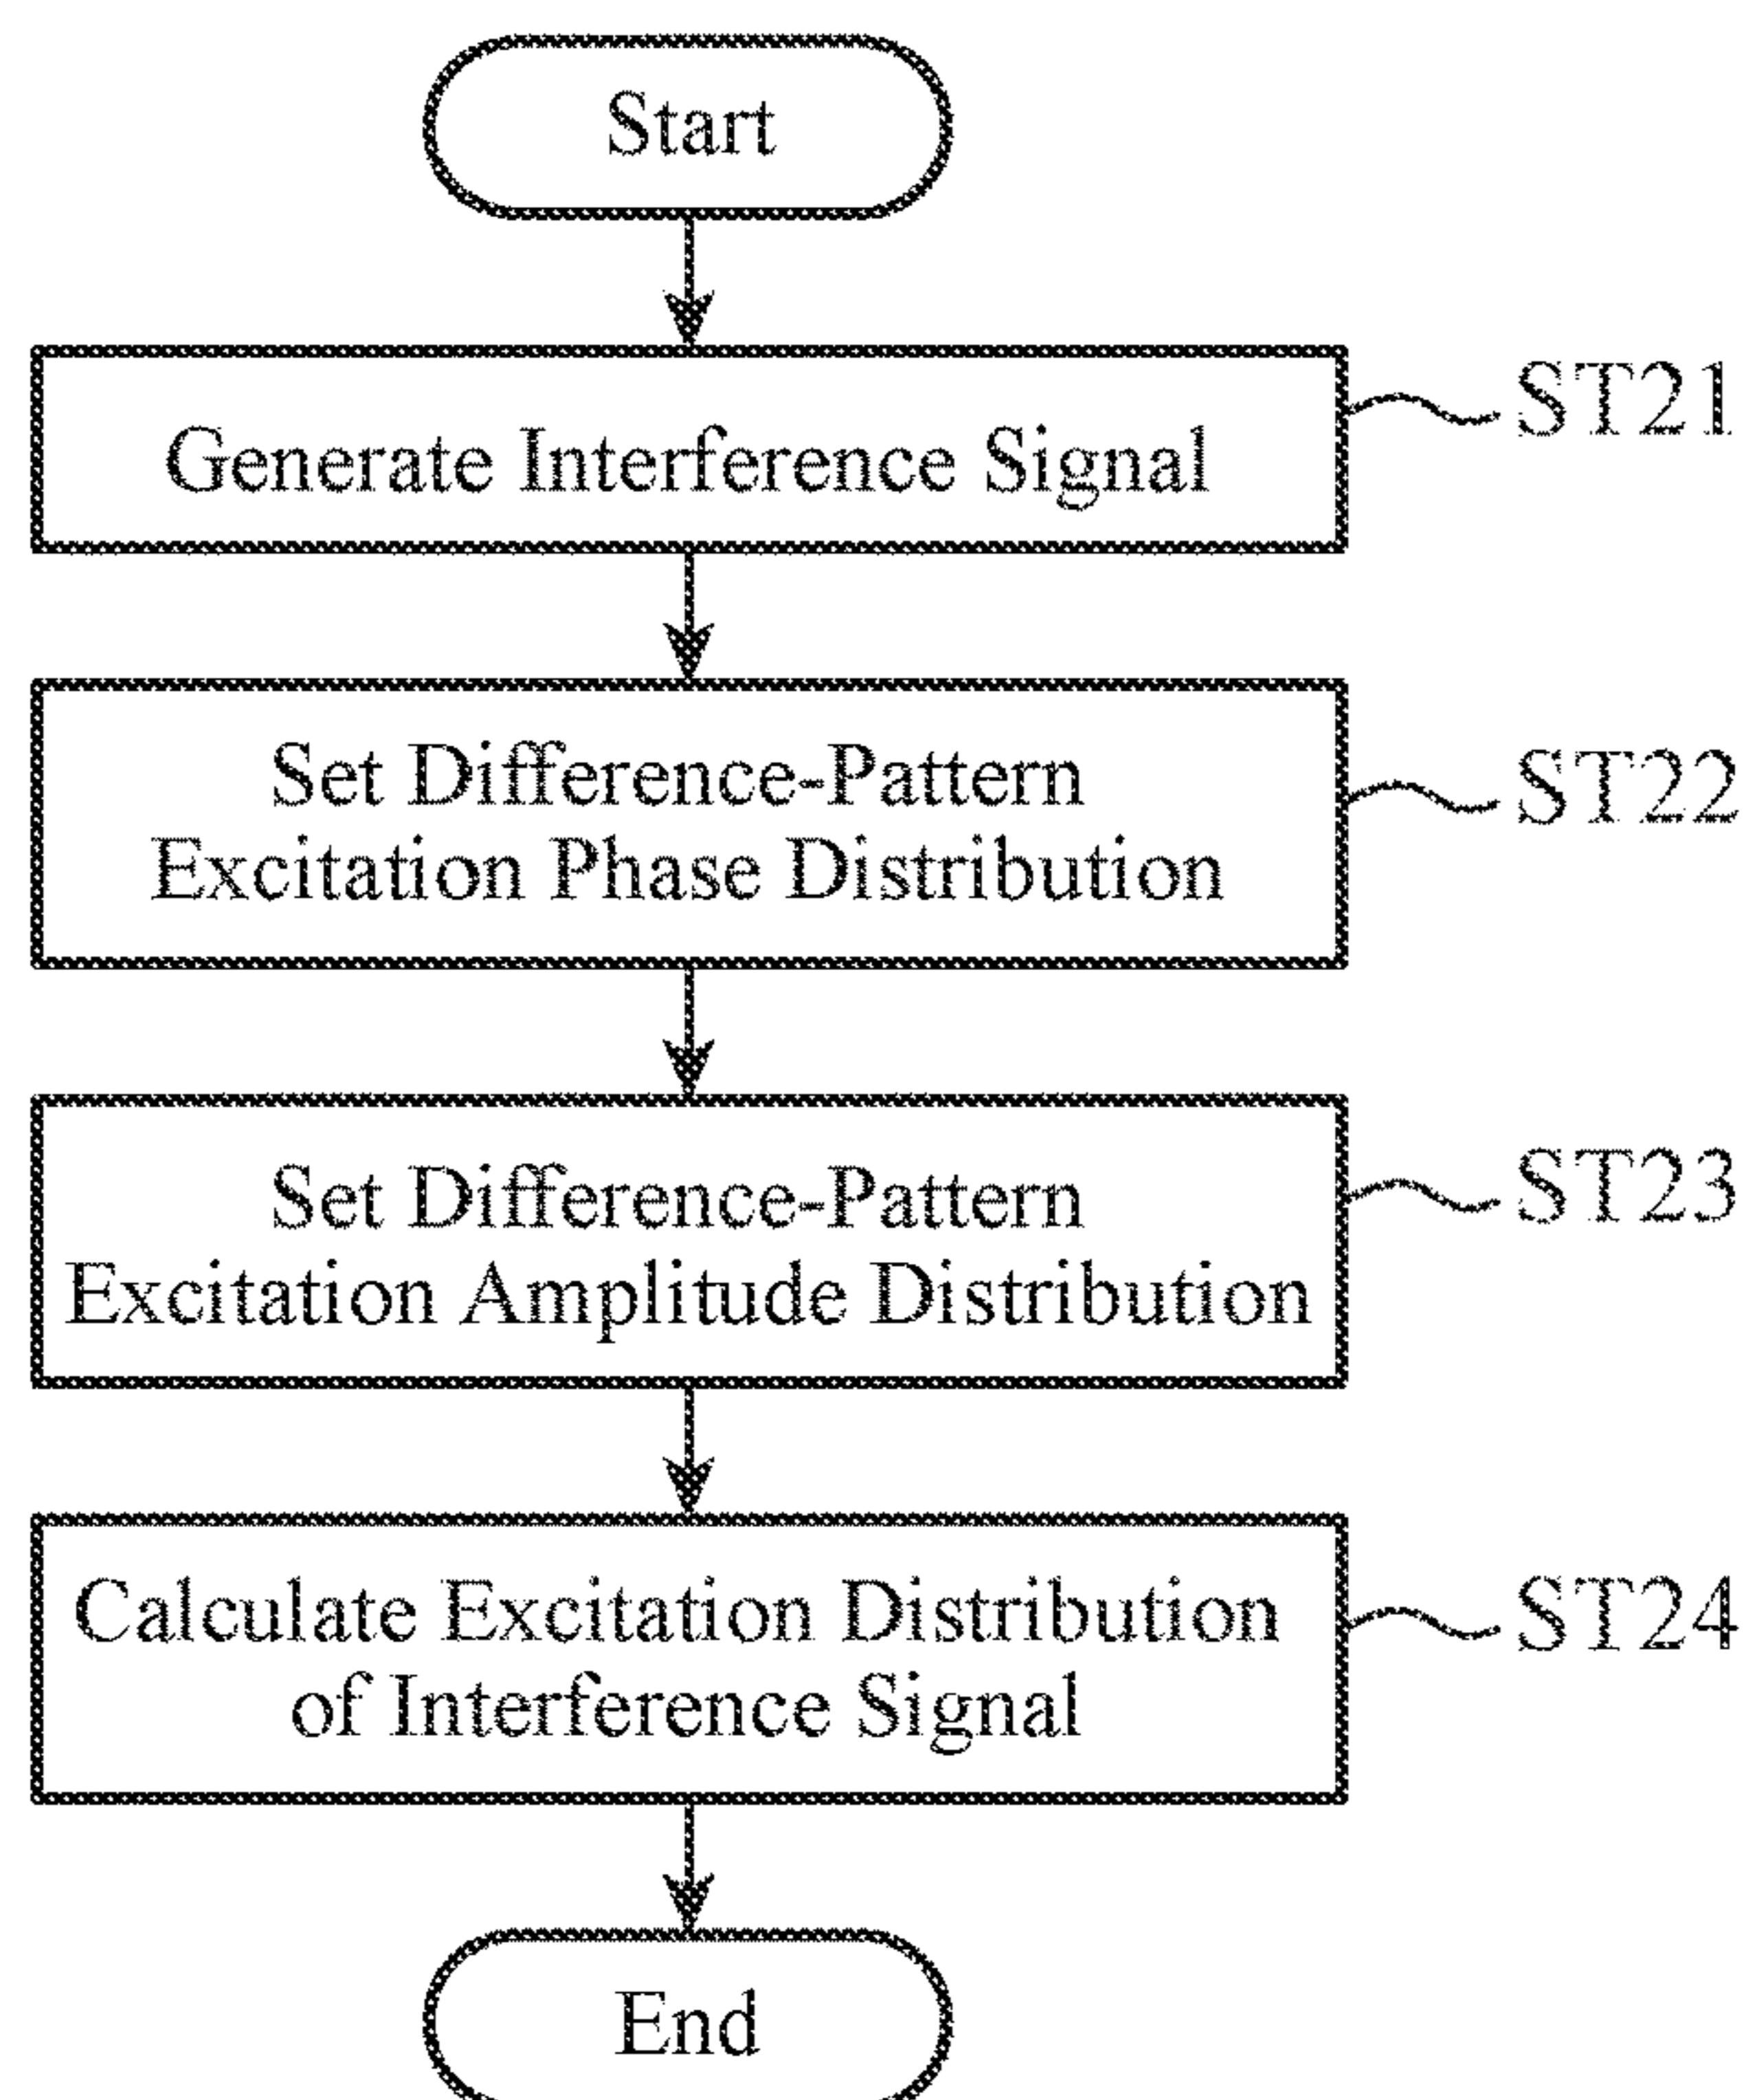 Start
Generate Interference Signal
ST21
Set Difference-Pattern
Excitation Phase Distribution
ST22
Set Difference-Pattern
Excitation Amplitude Distribution
ST23
Calculate Excitation Distribution
of Interference Signal
ST24
End